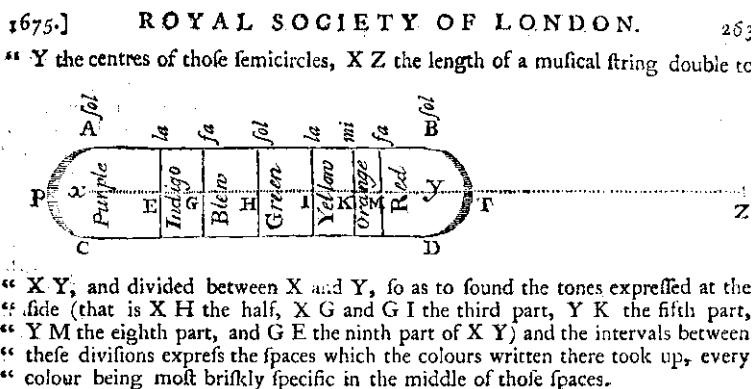 1675.] ROYAL SOCIETY OF LONDON. 263
“ Y the centres of thoſe ſemicircles, X Z the length of a muſical ſtring double to
ſol la fa ſol la mi fa ſol
A B
P x Purple E Indigo G Blew H Green I Yellow K Orange M Red y T Z
C D
“ X Y, and divided between X and Y, ſo as to ſound the tones expreſſed at the
“ ſide (that is X H the half, X G and G I the third part, Y K the fifth part,
“ Y M the eighth part, and G E the ninth part of X Y) and the intervals between
“ theſe diviſions expreſs the ſpaces which the colours written there took up, every
“ colour being moſt briſkly ſpecific in the middle of thoſe ſpaces.